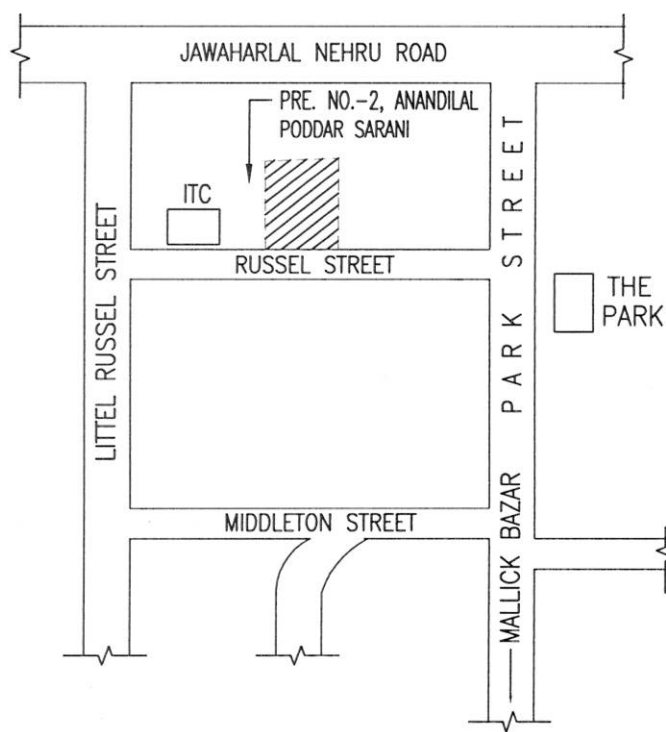 JAWAHARLAL NEHRU ROAD
PRE. NO.-2, ANANDILAL
PODDAR SARANI
ITC
RUSSEL STREET
LITTEL RUSSEL STREET
PARK STREET
THE
PARK
MIDDLETON STREET
MALLICK BAZAR